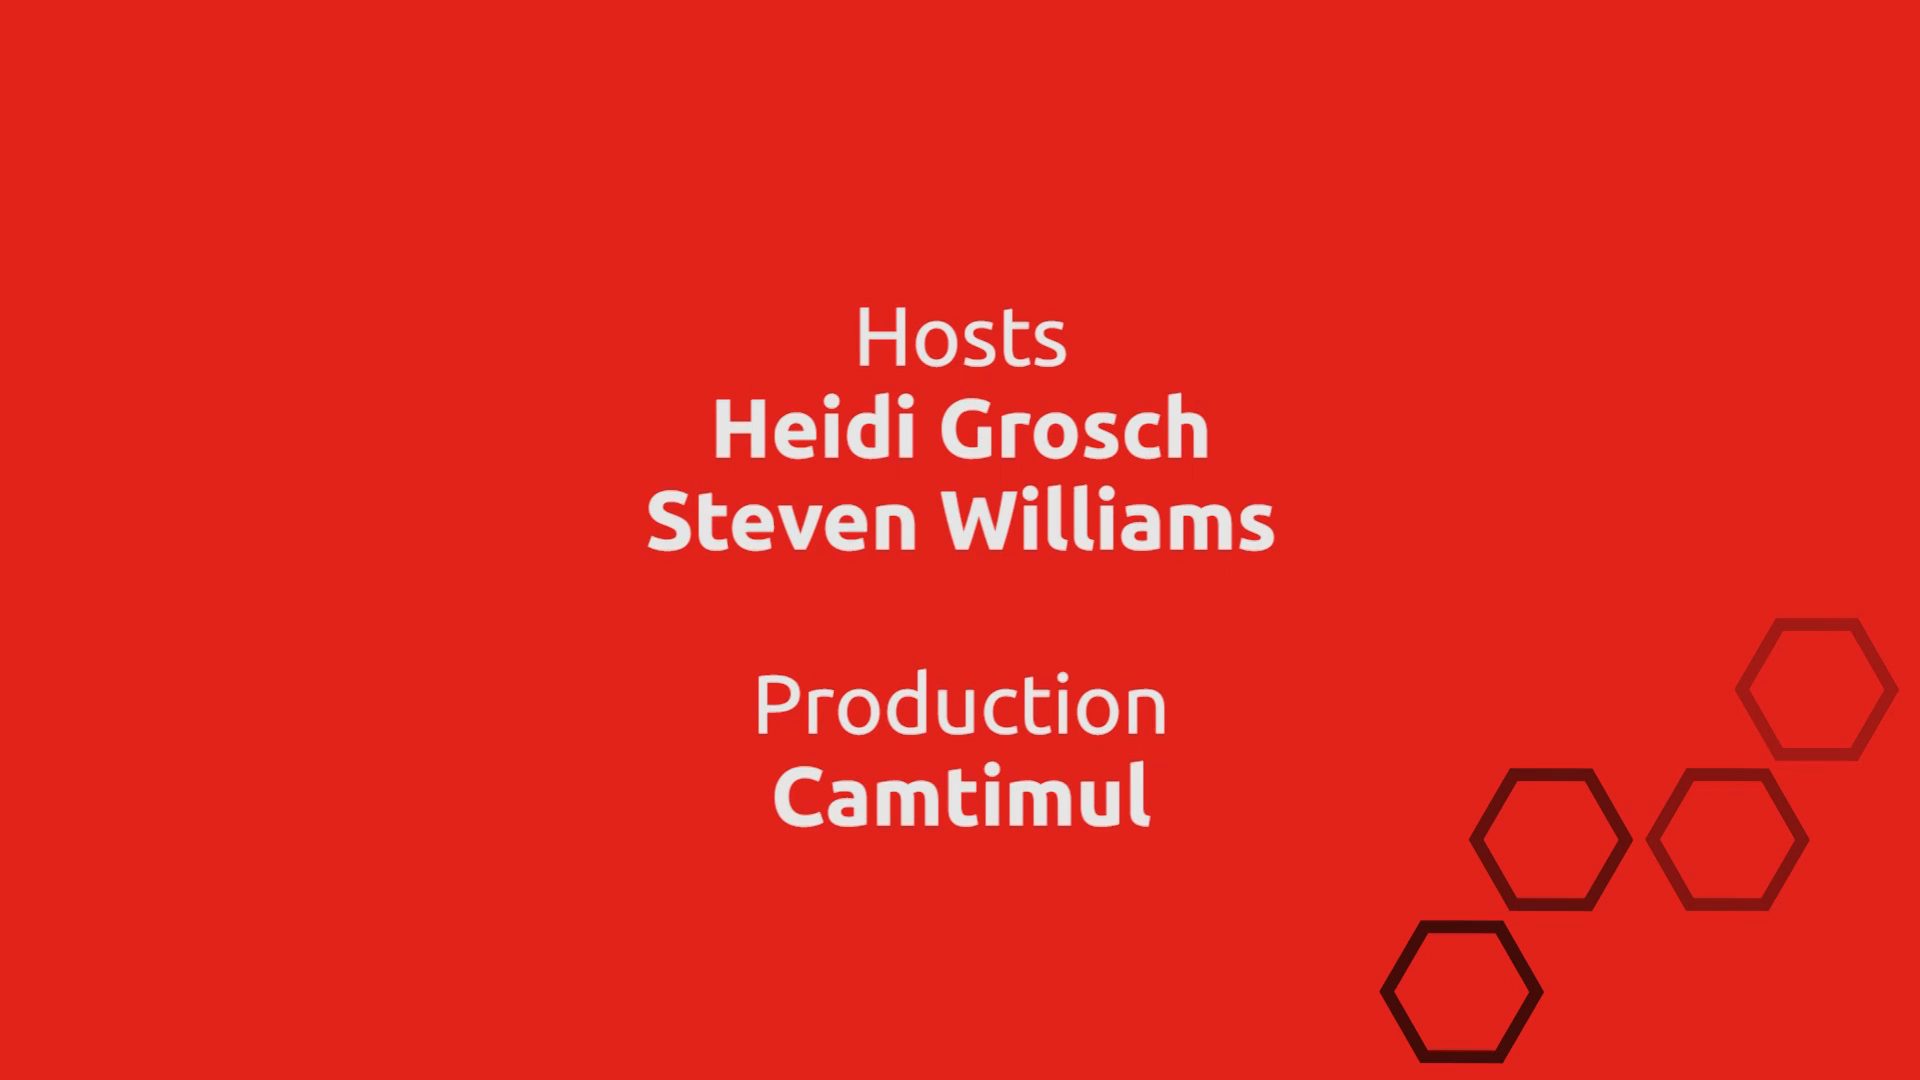 Hosts
Heidi Grosch
Steven Williams
Production
Camtimul